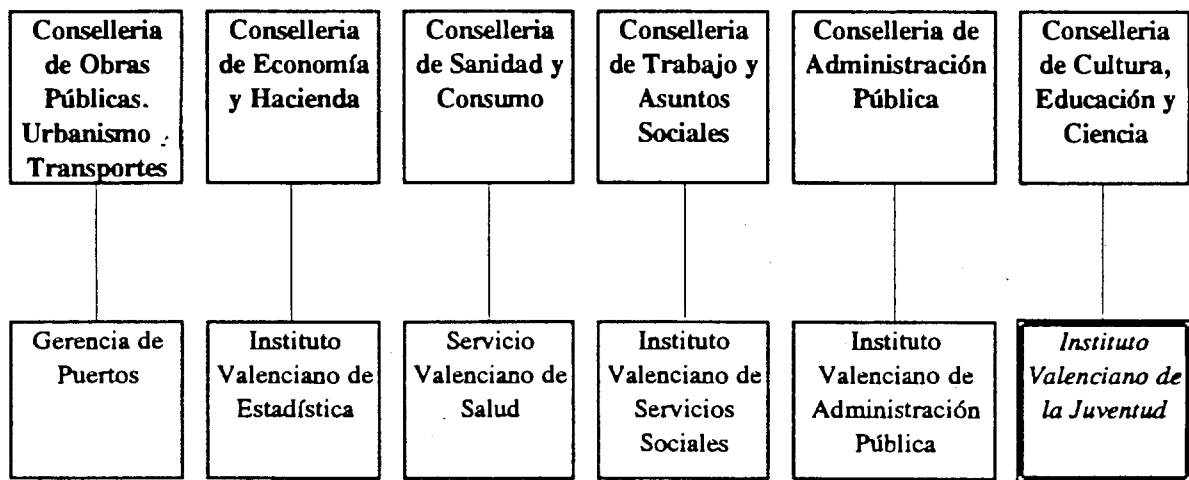 Conselleria
de Obras
Públicas.
Urbanismo
Transportes
Conselleria
de Economía
y Hacienda
Conselleria
de Sanidad y
Consumo
Conselleria
de Trabajo y
Asuntos
Sociales
Conselleria de
Administración
Pública
Conselleria
de Cultura,
Educación y
Ciencia
Gerencia de
Puertos
Instituto
Valenciano de
Estadística
Servicio
Valenciano de
Salud
Instituto
Valenciano de
Servicios
Sociales
Instituto
Valenciano de
Administración
Pública
Instituto
Valenciano de
la Juventud